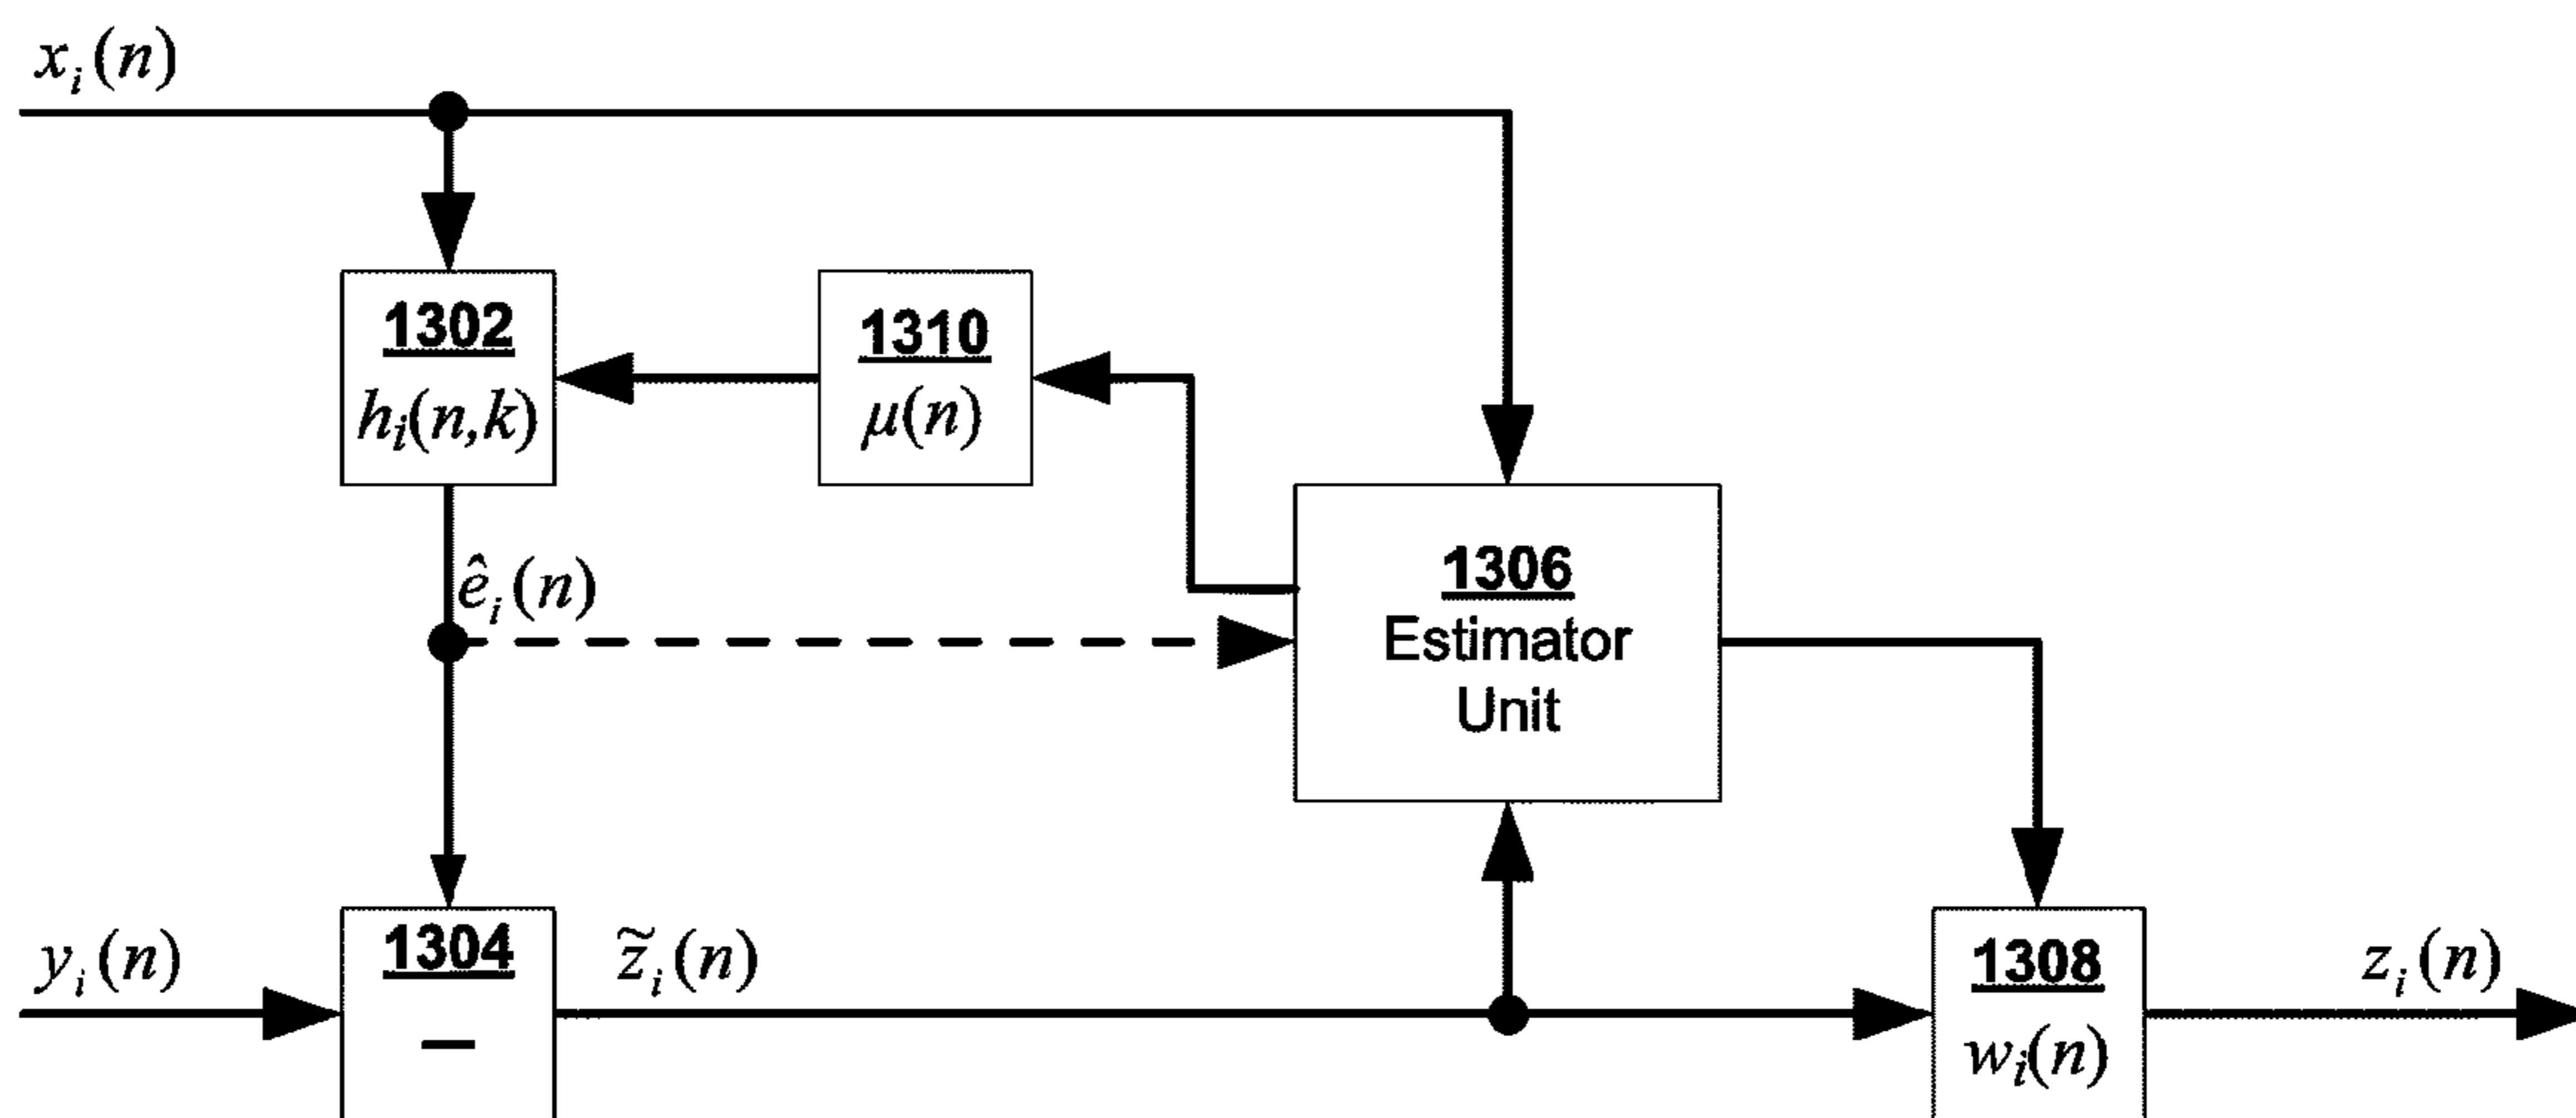 x_i(n)
1302
h_i(n,k)
1310
μ(n)
ê_i(n)
1306
Estimator
Unit
y_i(n)
1304
−
z̃_i(n)
1308
w_i(n)
z_i(n)